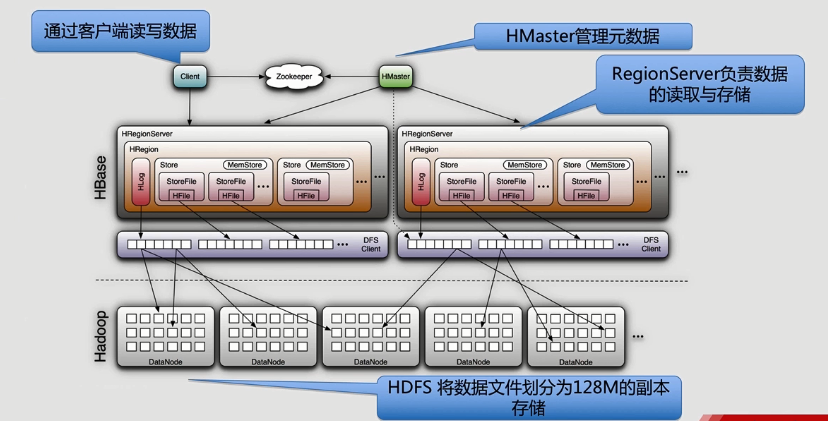 通过客户端读写数据
HMaster管理元数据
Client
Zookeeper
HMaster
RegionServer负责数据
的读取与存储
HBase
HRegionServer
HRegion
HLog
Store
MemStore
StoreFile
HFile
StoreFile
HFile
...
Store
MemStore
StoreFile
HFile
...
...
HRegionServer
HRegion
HLog
Store
MemStore
StoreFile
HFile
StoreFile
HFile
...
Store
MemStore
StoreFile
HFile
...
...
...
...
DFS
Client
...
DFS
Client
Hadoop
DataNode
DataNode
DataNode
DataNode
DataNode
...
HDFS 将数据文件划分为128M的副本
存储